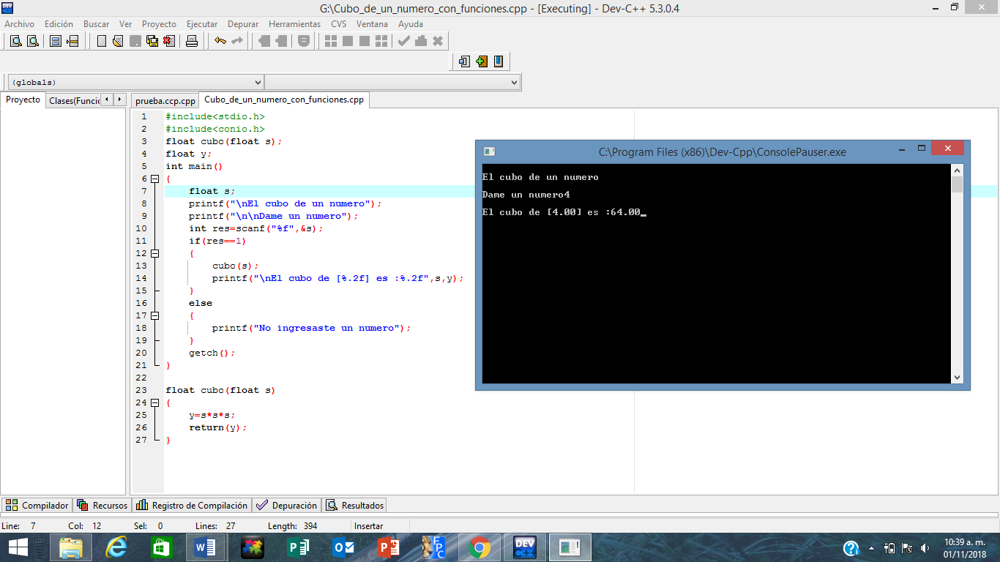 G:\Cubo_de_un_numero_con_funciones.cpp - [Executing] - Dev-C++ 5.3.0.4
Archivo Edición Buscar Ver Proyecto Ejecutar Depurar Herramientas CVS Ventana Ayuda
(globals)
Proyecto Clases(Funcio prueba.ccp.cpp Cubo_de_un_numero_con_funciones.cpp
1 #include<stdio.h>
2 #include<conio.h>
3 float cubo(float s);
4 float y;
5 int main()
6 {
7 float s;
8 printf("\nEl cubo de un numero");
9 printf("\n\nDame un numero");
10 int res=scanf("%f",&s);
11 if(res==1)
12 {
13 cubo(s);
14 printf("\nEl cubo de [%.2f] es :%.2f",s,y);
15 }
16 else
17 {
18 printf("No ingresaste un numero");
19 }
20 getch();
21 }
22
23 float cubo(float s)
24 {
25 y=s*s*s;
26 return(y);
27 }
C:\Program Files (x86)\Dev-Cpp\ConsolePauser.exe
El cubo de un numero
Dame un numero4
El cubo de [4.00] es :64.00_
Compilador Recursos Registro de Compilación Depuración Resultados
Line: 7 Col: 12 Sel: 0 Lines: 27 Length: 394 Insertar
DEV C++
FPC
10:39 a. m.
01/11/2018